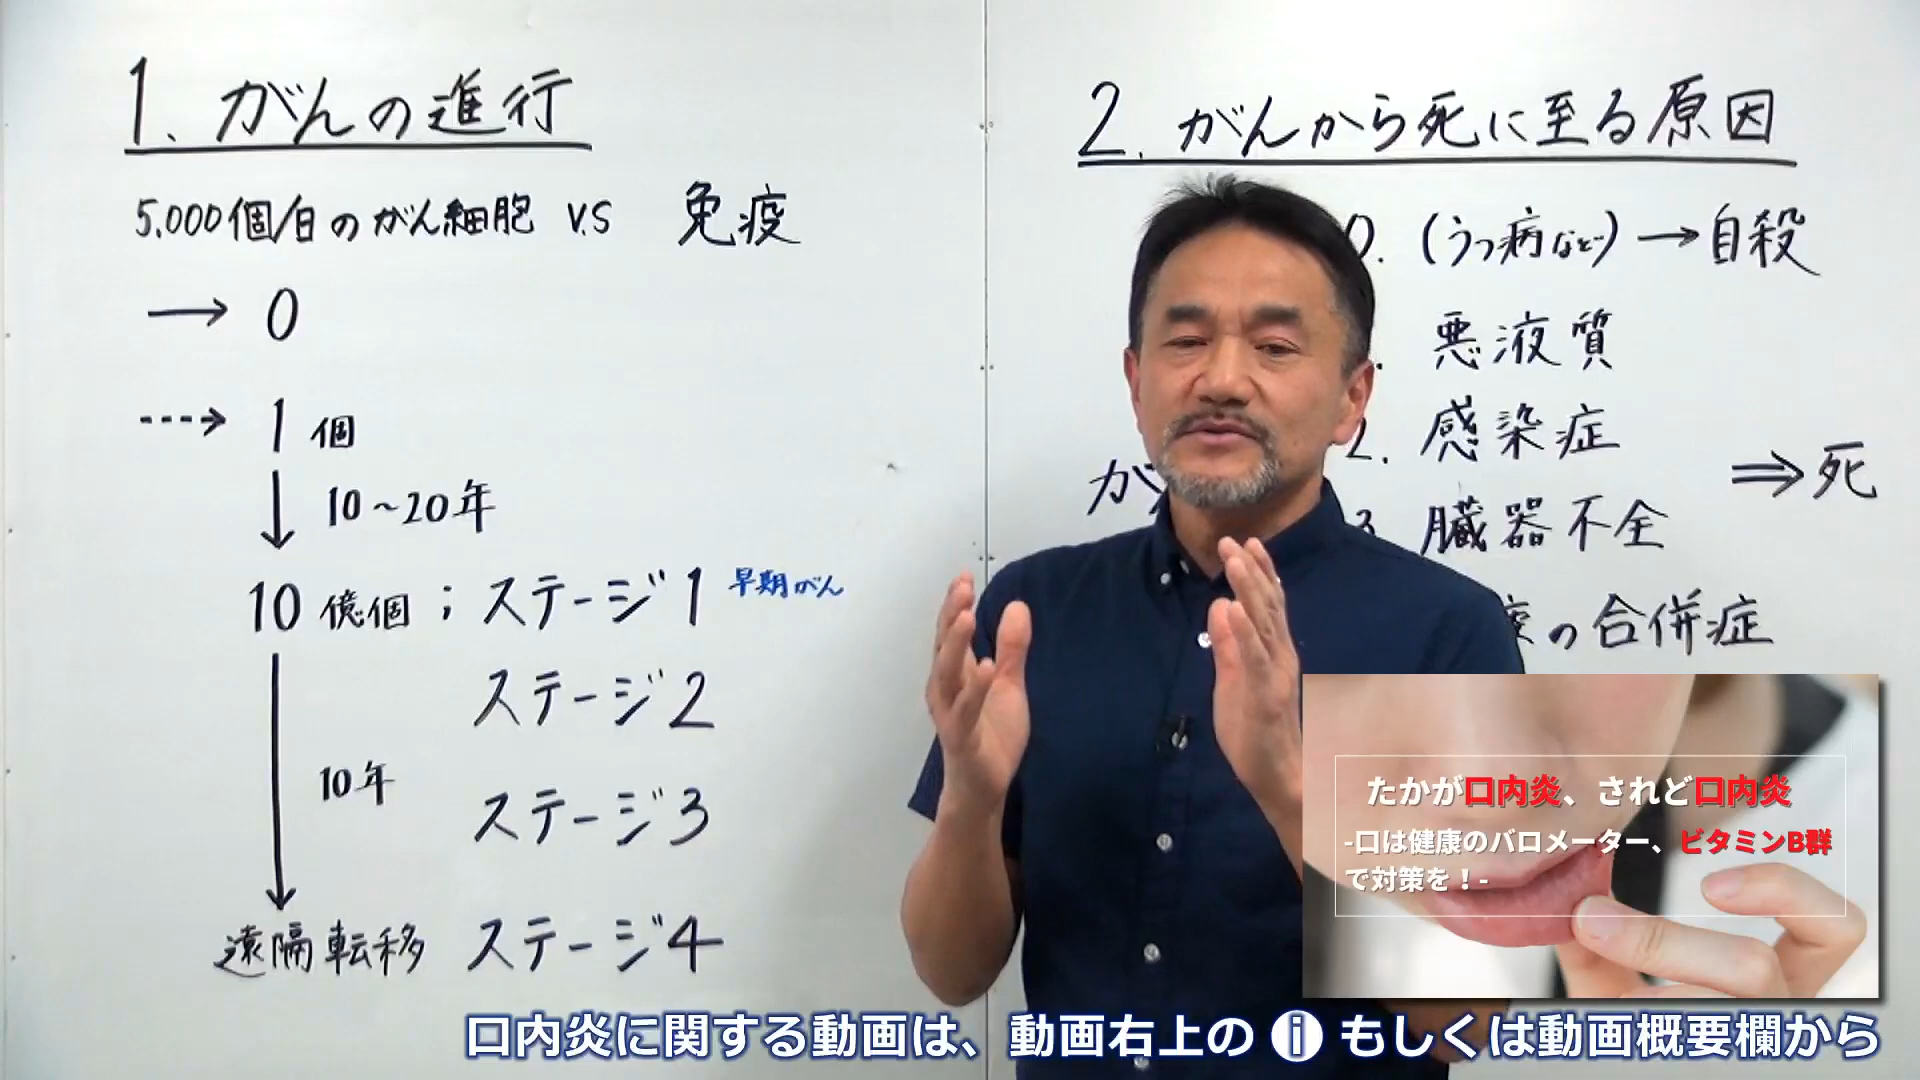 1. がんの進行
5.000個/日のがん細胞 V.S 免疫
→ 0
⇢ 1個
↓ 10~20年
10億個 ; ステージ1 早期がん
ステージ2
10年
ステージ3
遠隔転移 ステージ4
2. がんから死に至る原因
0. (うつ病など) → 自殺
悪液質
2. 感染症
⇒ 死
が
3. 臓器不全
の合併症
たかが口内炎、されど口内炎
-口は健康のバロメーター、ビタミンB群
で対策を！-
口内炎に関する動画は、動画右上の i もしくは動画概要欄から